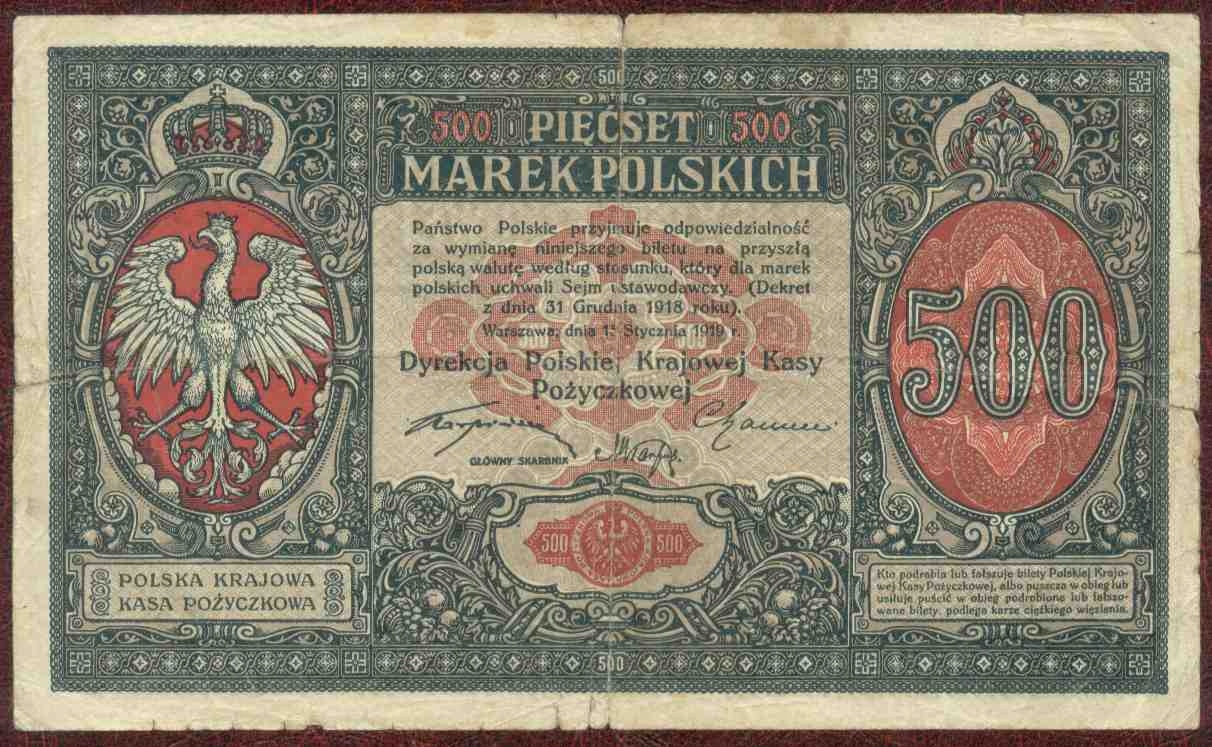 500
500 PIĘĆSET 500
MAREK POLSKICH
Państwo Polskie przyjmuje odpowiedzialność
za wymianę niniejszego biletu na przyszłą
polską walutę według stosunku, który dla marek
polskich uchwali Sejm ustawodawczy. (Dekret
z dnia 31 Grudnia 1918 roku).
Warszawa, dnia 15 Stycznia 1919 r.
Dyrekcja Polskiej Krajowej Kasy
Pożyczkowej
GŁÓWNY SKARBNIK
500
500 500
POLSKA KRAJOWA
KASA POŻYCZKOWA
Kto podrabia lub fałszuje bilety Polskiej Krajo-
wej Kasy Pożyczkowej, albo puszcza w obieg lub
usiłuje puścić w obieg podrobione lub fałszo-
wane bilety, podlega karze ciężkiego więzienia.
500